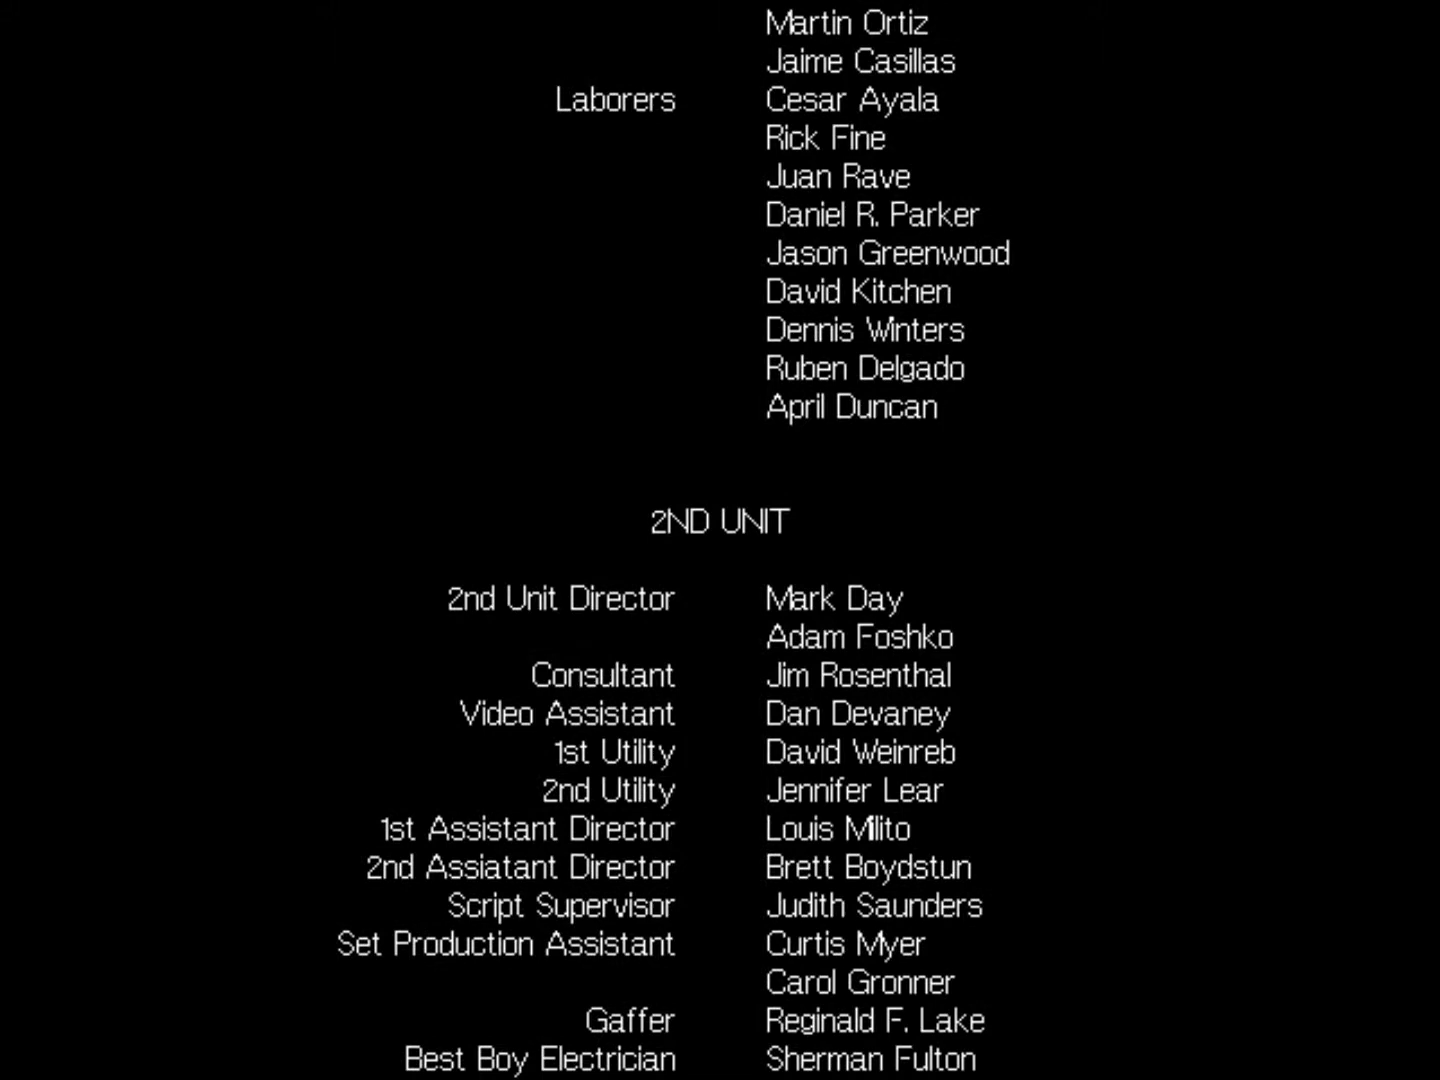 Martin Ortiz
Jaime Casillas
Laborers Cesar Ayala
Rick Fine
Juan Rave
Daniel R. Parker
Jason Greenwood
David Kitchen
Dennis Winters
Ruben Delgado
April Duncan
2ND UNIT
2nd Unit Director Mark Day
Adam Foshko
Consultant Jim Rosenthal
Video Assistant Dan Devaney
1st Utility David Weinreb
2nd Utility Jennifer Lear
1st Assistant Director Louis Milito
2nd Assiatant Director Brett Boydstun
Script Supervisor Judith Saunders
Set Production Assistant Curtis Myer
Carol Gronner
Gaffer Reginald F. Lake
Best Boy Electrician Sherman Fulton